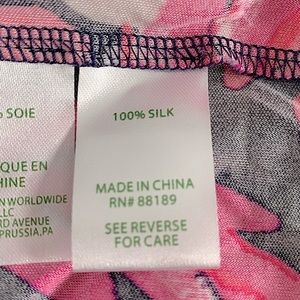 % SOIE
QUE EN
HINE
N WORLDWIDE
LLC
RD AVENUE
PRUSSIA,PA
100% SILK
MADE IN CHINA
RN# 88189
SEE REVERSE
FOR CARE